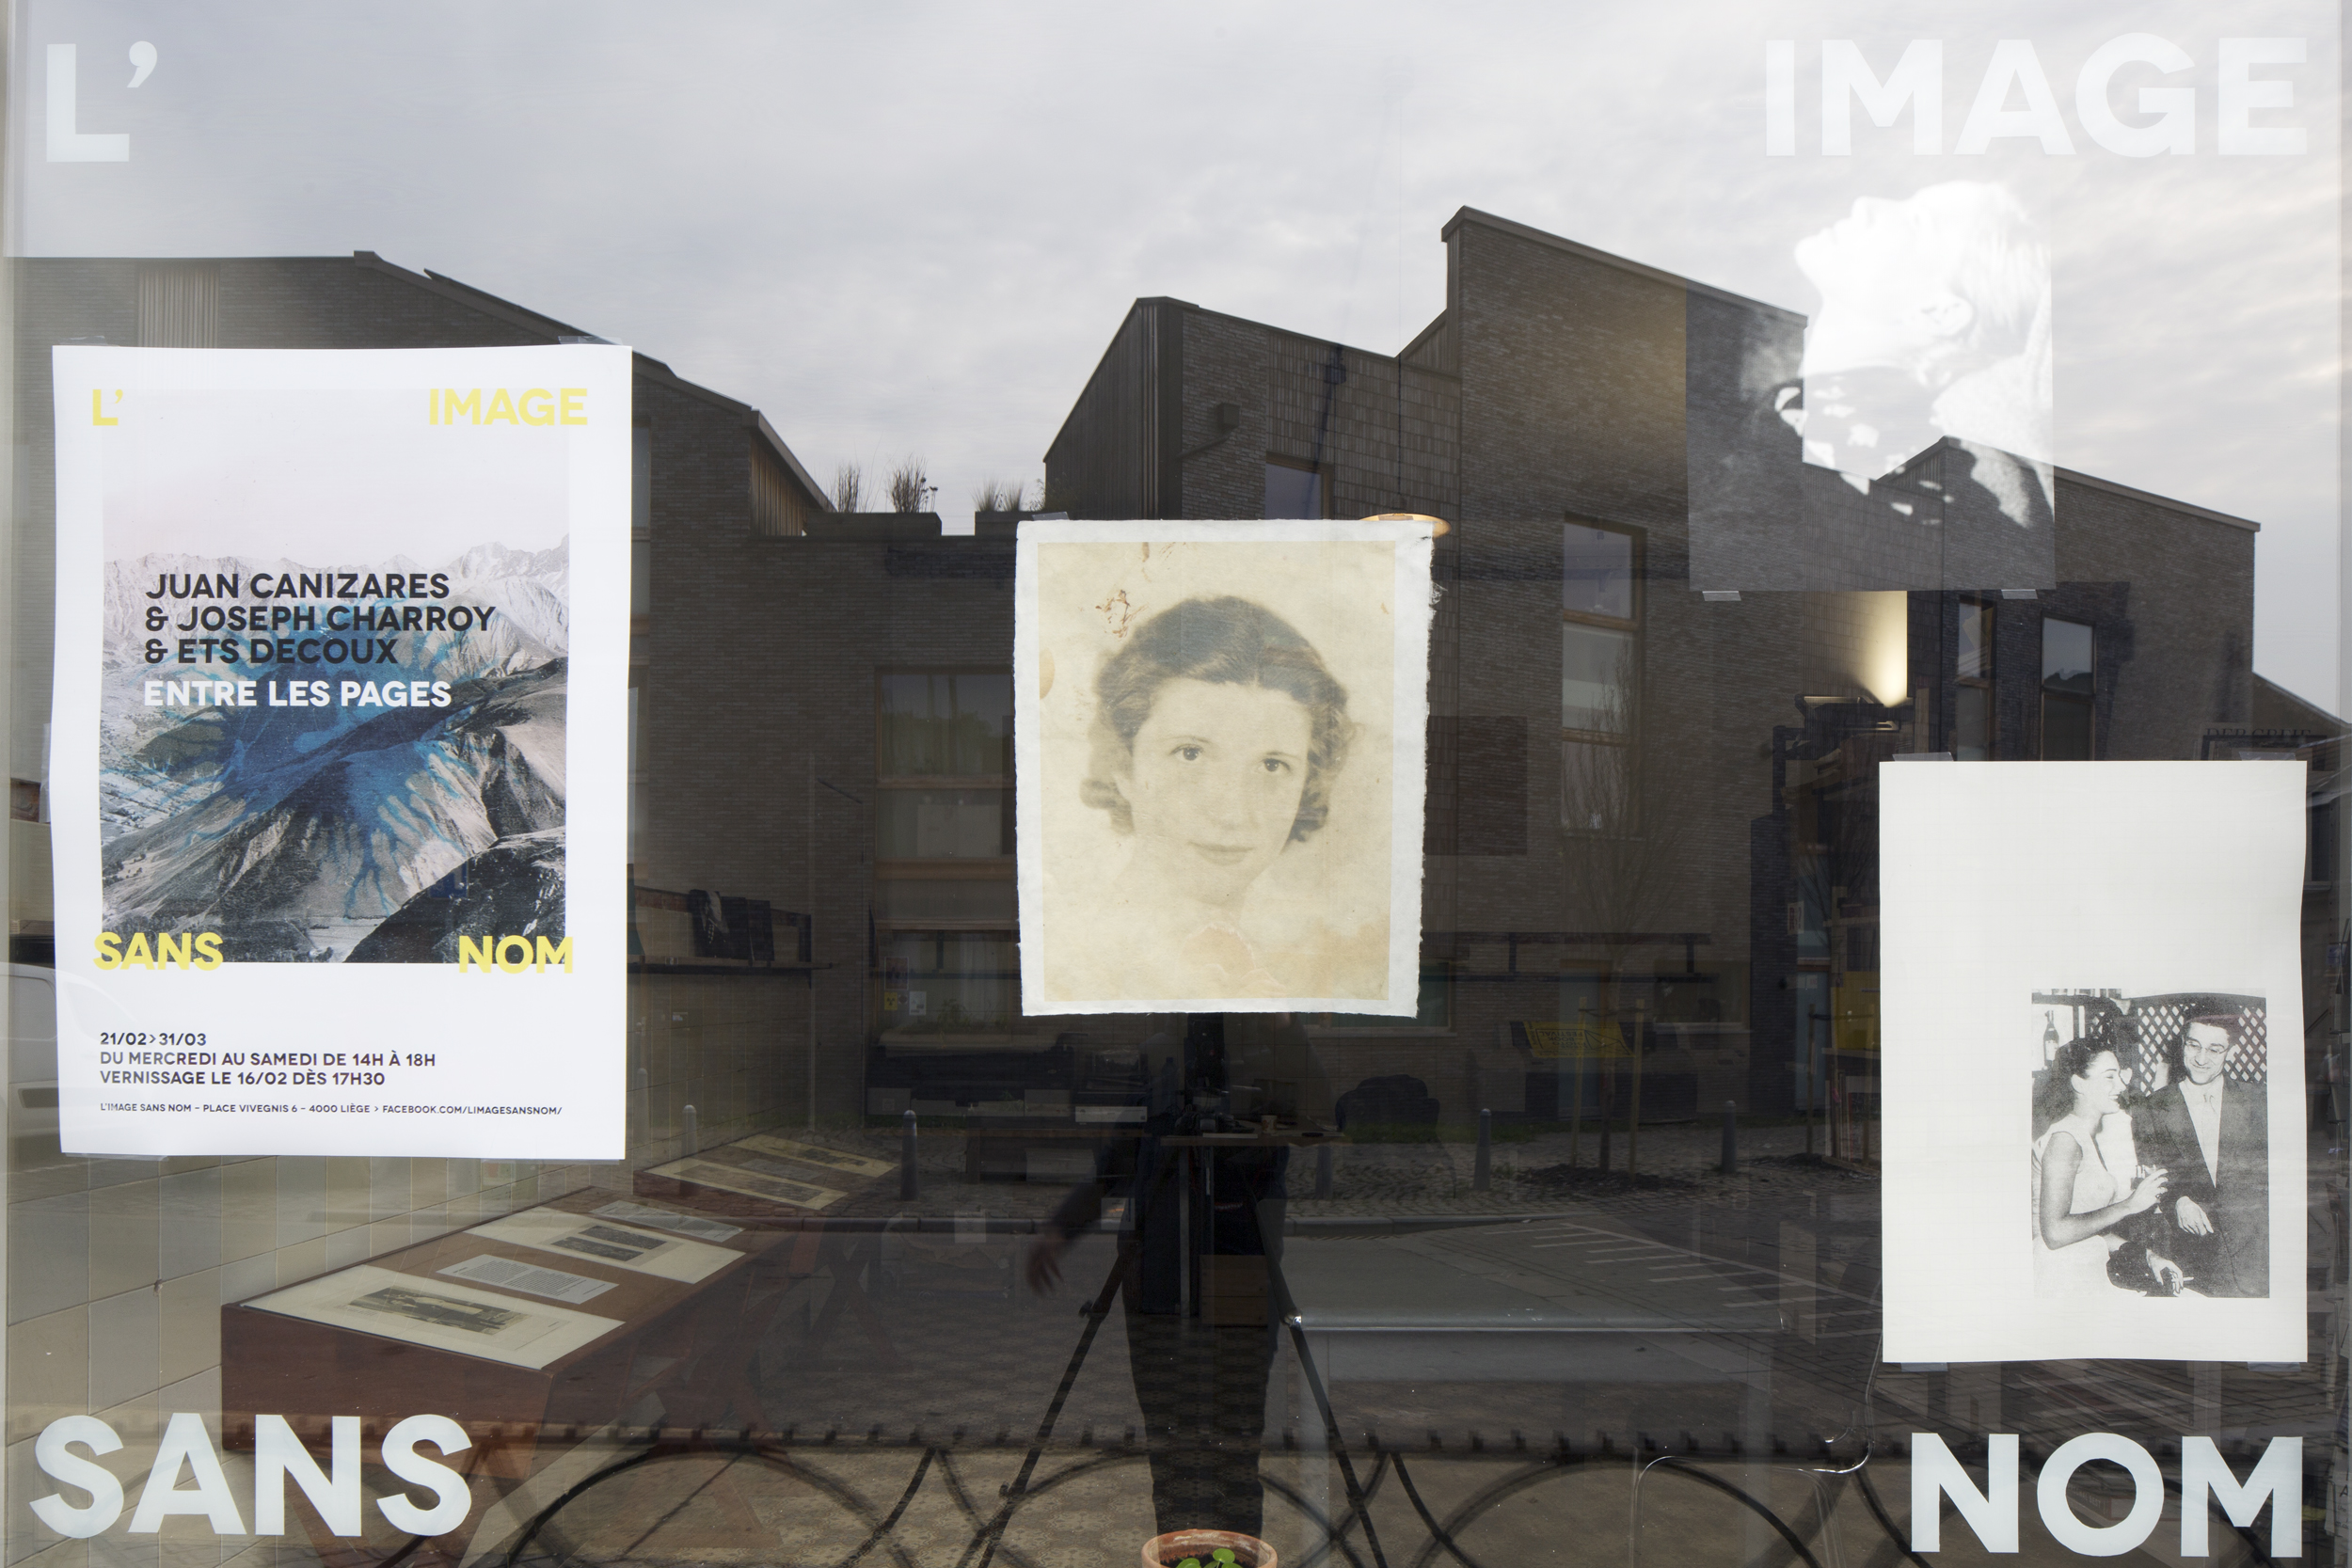 L' IMAGE
L' IMAGE
JUAN CANIZARES
& JOSEPH CHARROY
& ETS DECOUX
ENTRE LES PAGES
SANS NOM
21/02>31/03
DU MERCREDI AU SAMEDI DE 14H À 18H
VERNISSAGE LE 16/02 DÈS 17H30
L'IMAGE SANS NOM – PLACE VIVEGNIS 6 – 4000 LIÈGE > FACEBOOK.COM/LIMAGESANSNOM/
SANS NOM